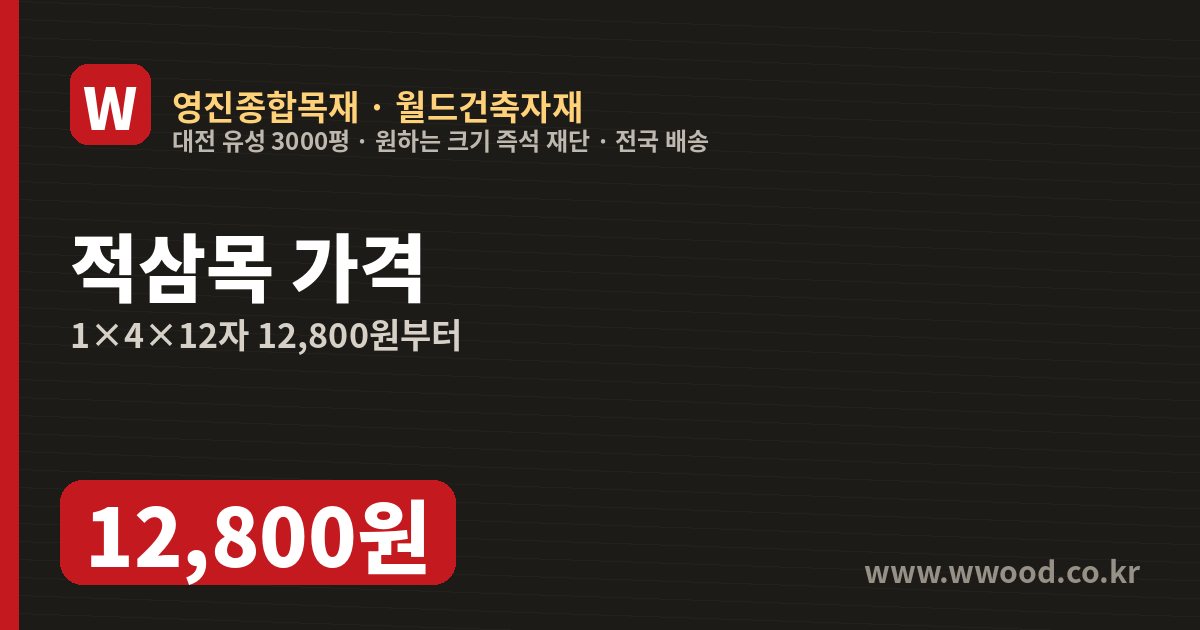 W
영진종합목재 · 월드건축자재
대전 유성 3000평 · 원하는 크기 즉석 재단 · 전국 배송
적삼목 가격
1×4×12자 12,800원부터
12,800원
www.wwood.co.kr